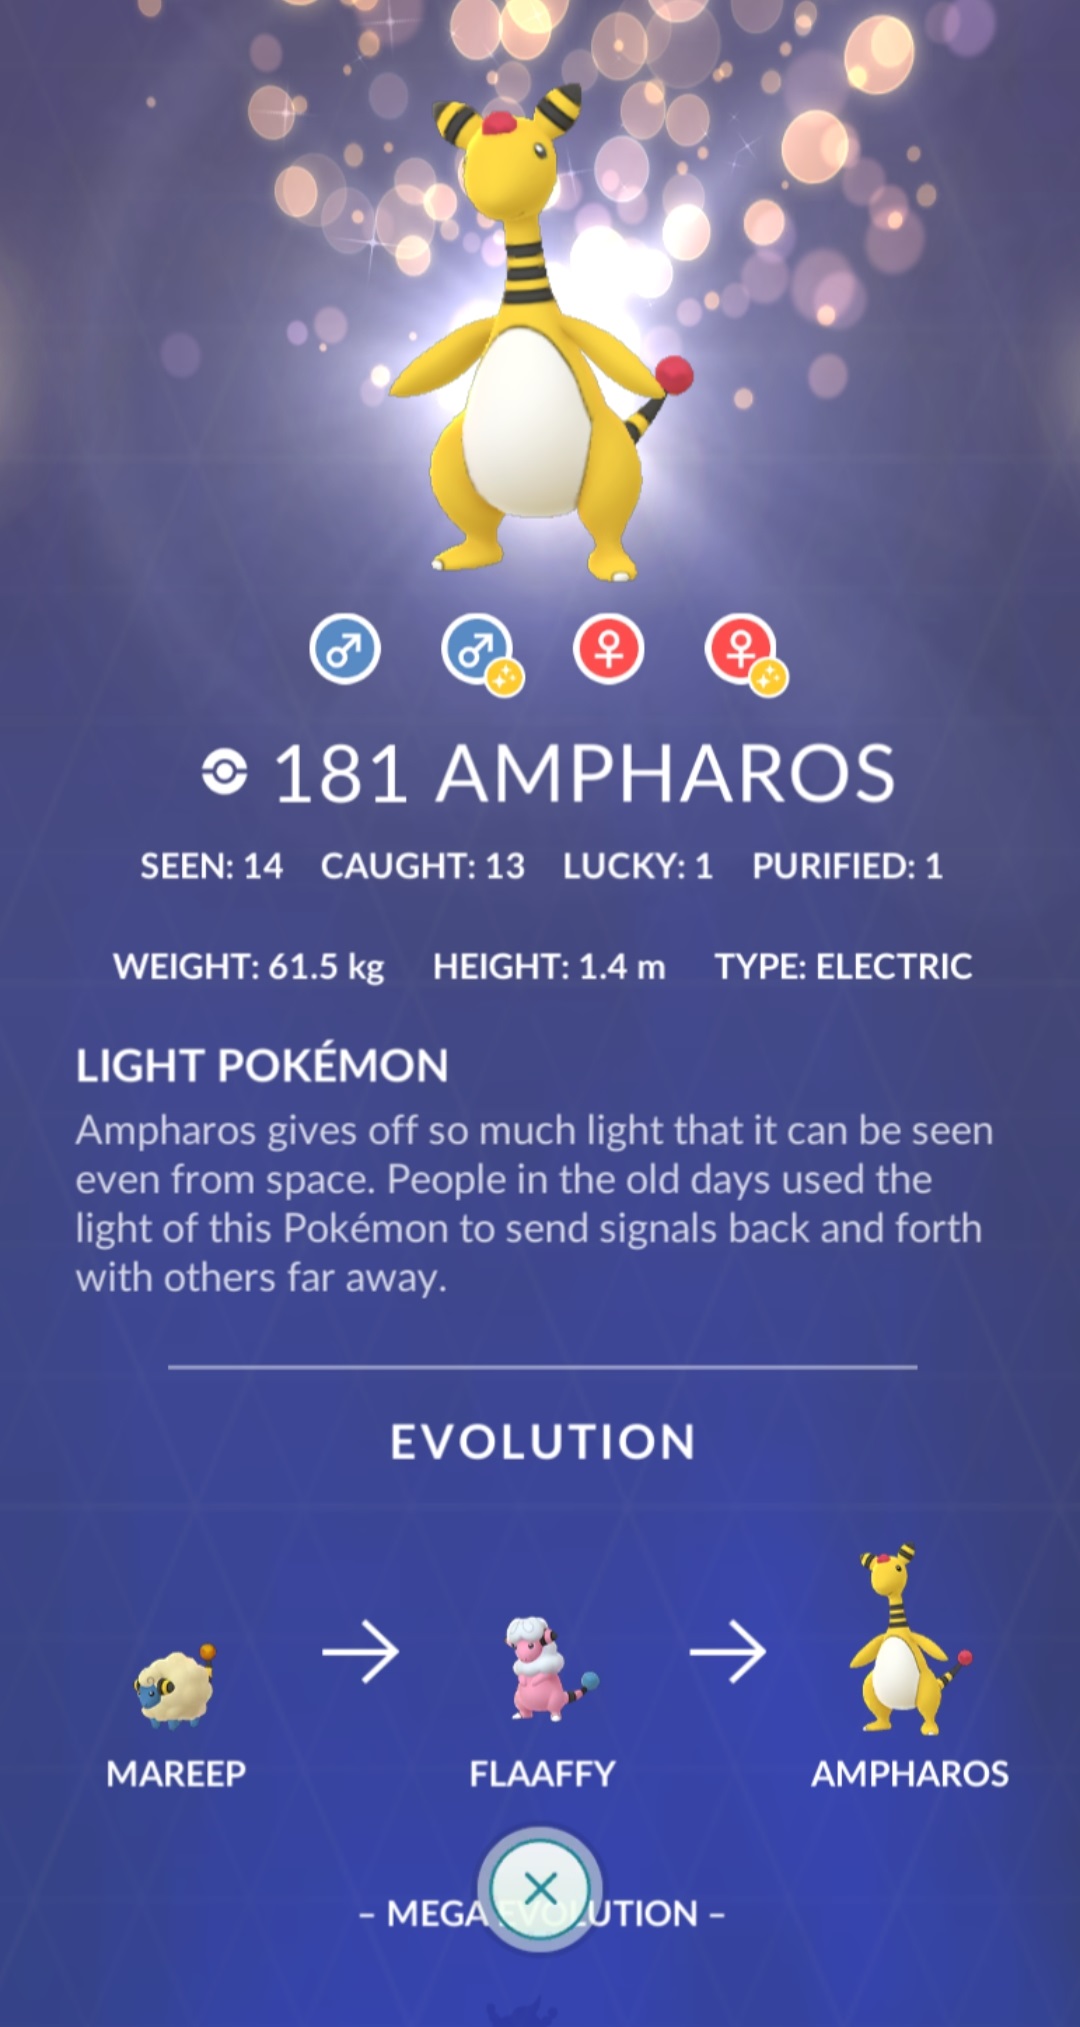 181 AMPHAROS
SEEN: 14 CAUGHT: 13 LUCKY: 1 PURIFIED: 1
WEIGHT: 61.5 kg HEIGHT: 1.4 m TYPE: ELECTRIC
LIGHT POKÉMON
Ampharos gives off so much light that it can be seen
even from space. People in the old days used the
light of this Pokémon to send signals back and forth
with others far away.
EVOLUTION
MAREEP FLAAFFY AMPHAROS
– MEGA EVOLUTION –